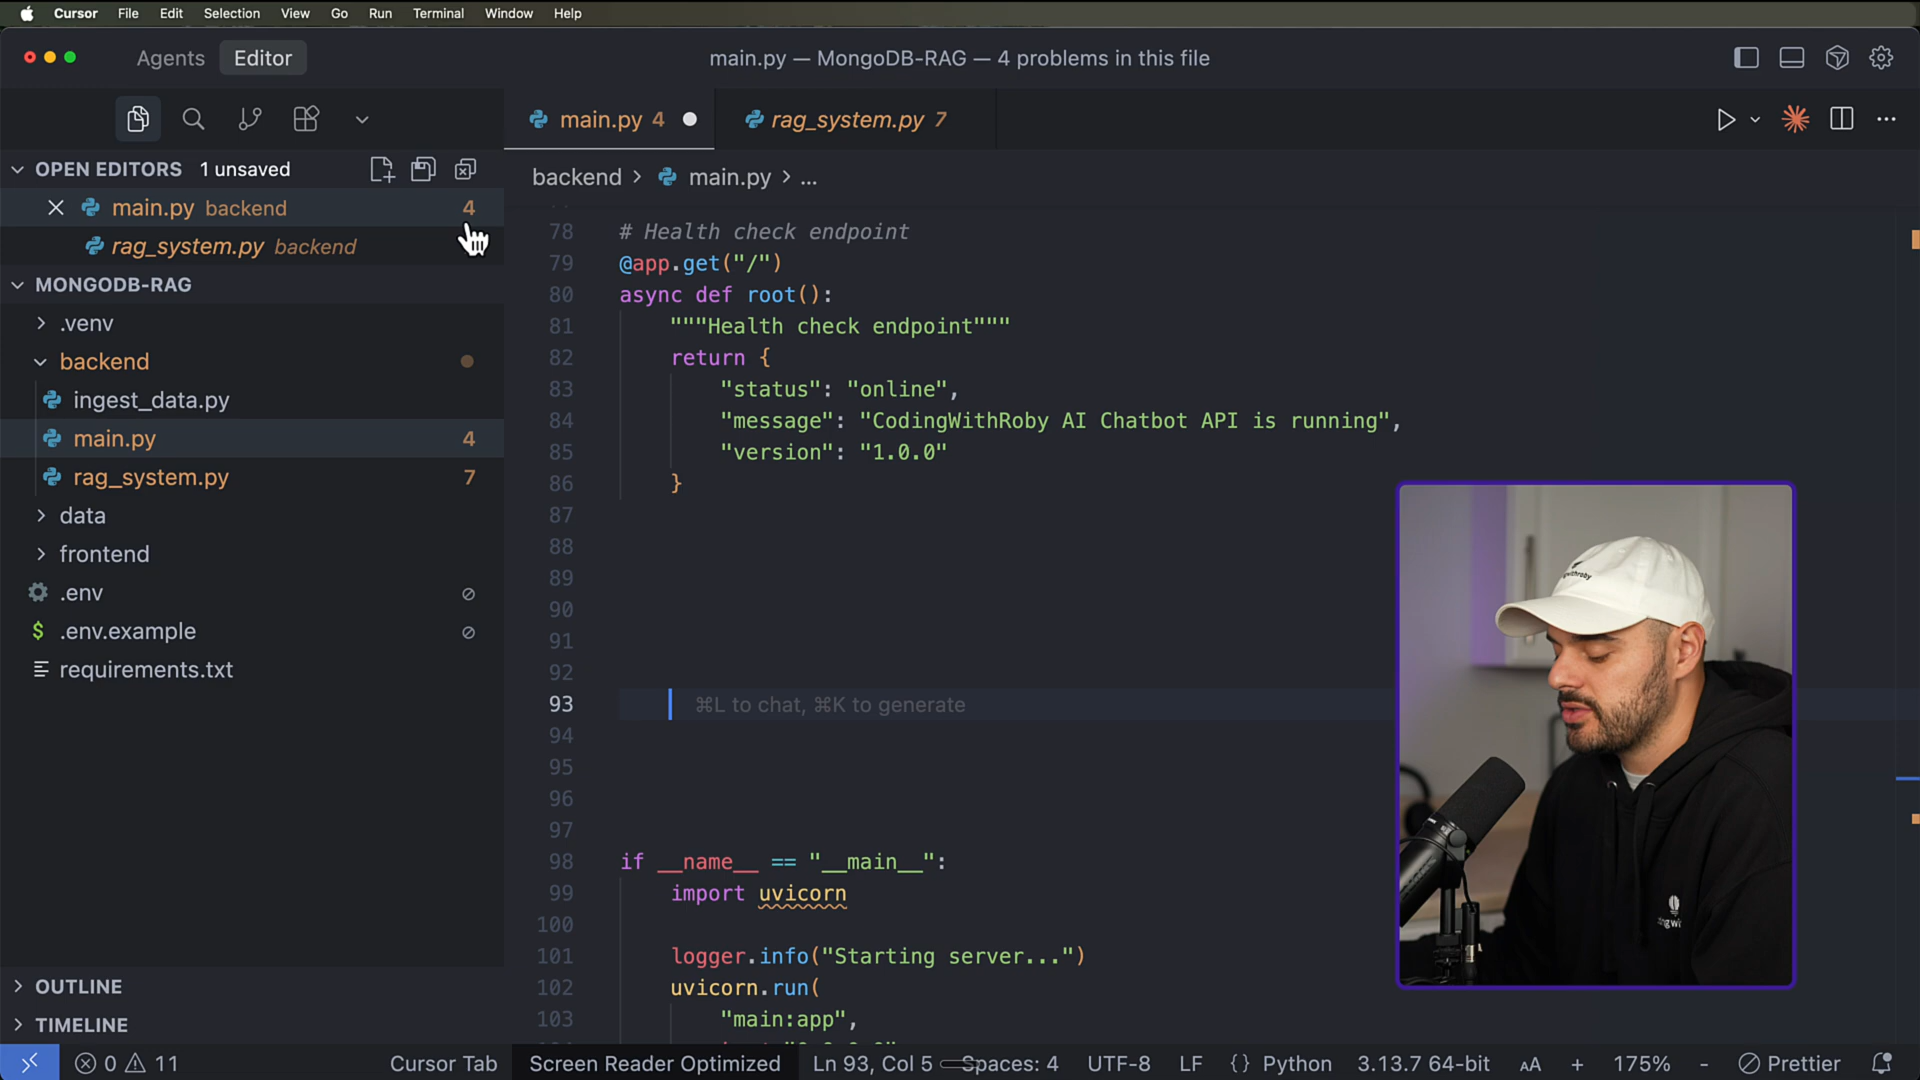 Cursor File Edit Selection View Go Run Terminal Window Help
Agents Editor
main.py — MongoDB-RAG — 4 problems in this file
main.py 4
rag_system.py 7
OPEN EDITORS 1 unsaved
main.py backend 4
rag_system.py backend
MONGODB-RAG
.venv
backend
ingest_data.py
main.py 4
rag_system.py 7
data
frontend
.env
.env.example
requirements.txt
OUTLINE
TIMELINE
backend > main.py > ...
78 # Health check endpoint
79 @app.get("/")
80 async def root():
81 """Health check endpoint"""
82 return {
83 "status": "online",
84 "message": "CodingWithRoby AI Chatbot API is running",
85 "version": "1.0.0"
86 }
87
88
89
90
91
92
93 ⌘L to chat, ⌘K to generate
94
95
96
97
98 if __name__ == "__main__":
99 import uvicorn
100
101 logger.info("Starting server...")
102 uvicorn.run(
103 "main:app",
0 11 Cursor Tab Screen Reader Optimized Ln 93, Col 5 Spaces: 4 UTF-8 LF {} Python 3.13.7 64-bit AA + 175% - Prettier